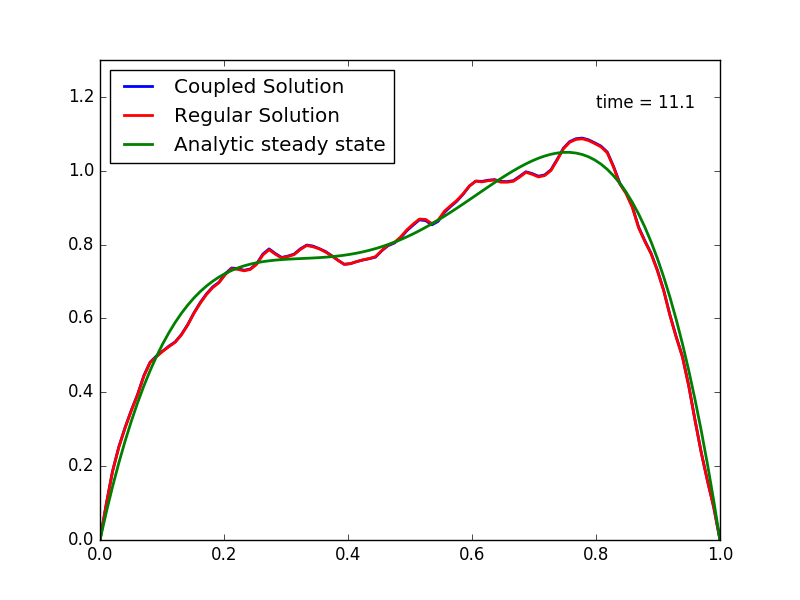 Coupled Solution
Regular Solution
Analytic steady state
time = 11.1
1.2
1.0
0.8
0.6
0.4
0.2
0.0
0.0 0.2 0.4 0.6 0.8 1.0